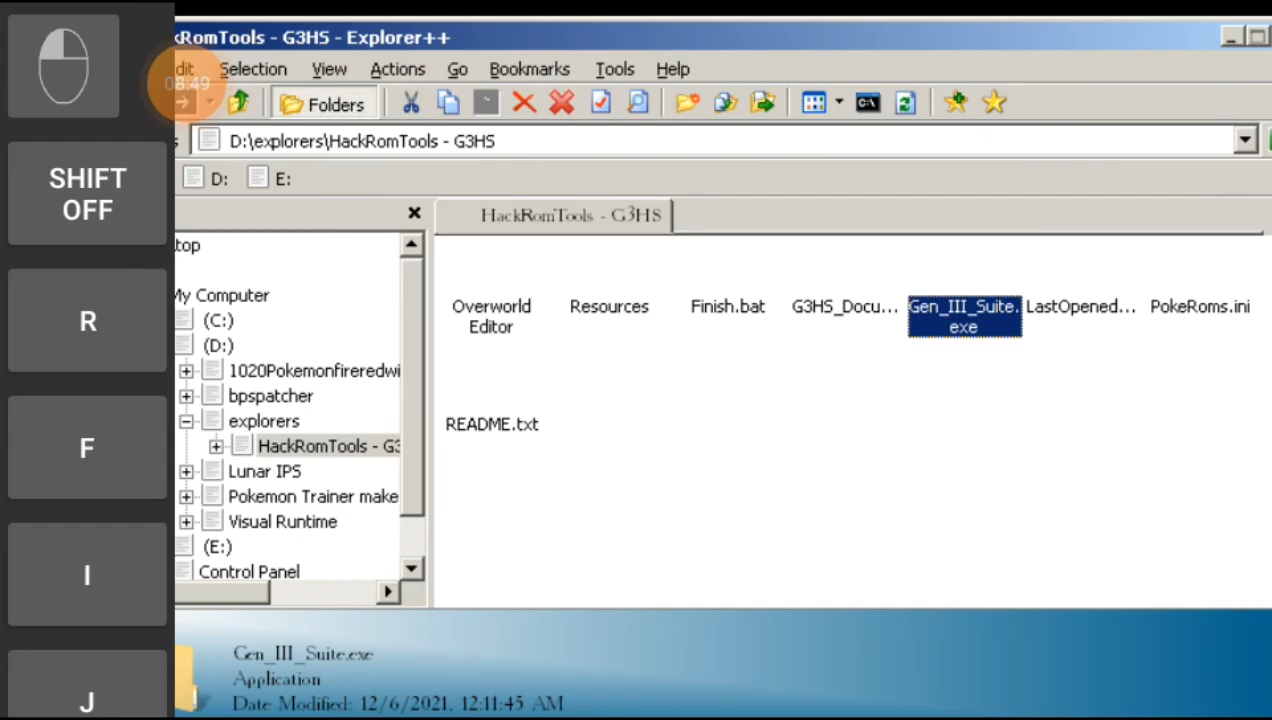 kRomTools - G3HS - Explorer++
dit Selection View Actions Go Bookmarks Tools Help
08:49
Folders
s D:\explorers\HackRomTools - G3HS
D: E:
SHIFT
OFF
HackRomTools - G3HS
top
My Computer
(C:)
(D:)
1020Pokemonfireredwi
bpspatcher
explorers
HackRomTools - G3
Lunar IPS
Pokemon Trainer make
Visual Runtime
(E:)
Control Panel
Overworld
Editor
Resources
Finish.bat
G3HS_Docu...
Gen_III_Suite.
exe
LastOpened...
PokeRoms.ini
README.txt
R
F
I
J
Gen_III_Suite.exe
Application
Date Modified: 12/6/2021, 12:11:45 AM